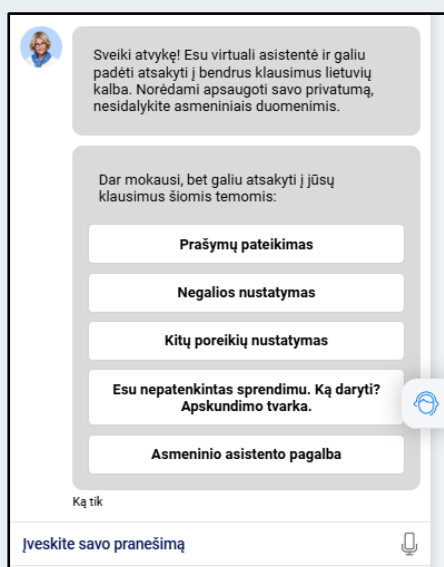 Sveiki atvykę! Esu virtuali asistentė ir galiu
padėti atsakyti į bendrus klausimus lietuvių
kalba. Norėdami apsaugoti savo privatumą,
nesidalykite asmeniniais duomenimis.
Dar mokausi, bet galiu atsakyti į jūsų
klausimus šiomis temomis:
Prašymų pateikimas
Negalios nustatymas
Kitų poreikių nustatymas
Esu nepatenkintas sprendimu. Ką daryti?
Apskundimo tvarka.
Asmeninio asistento pagalba
Ką tik
Įveskite savo pranešimą